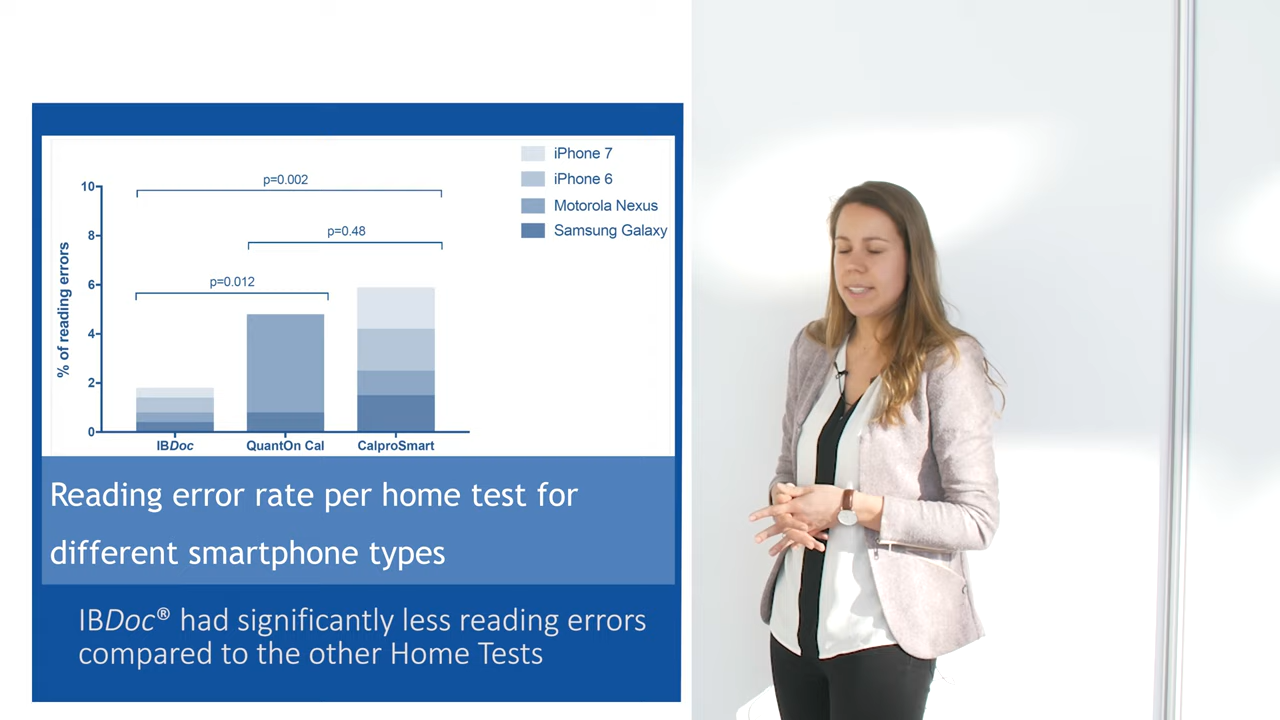 iPhone 7
iPhone 6
Motorola Nexus
Samsung Galaxy
p=0.002
p=0.48
p=0.012
% of reading errors
10
8
6
4
2
0
IBDoc
QuantOn Cal
CalproSmart
Reading error rate per home test for
different smartphone types
IBDoc® had significantly less reading errors
compared to the other Home Tests